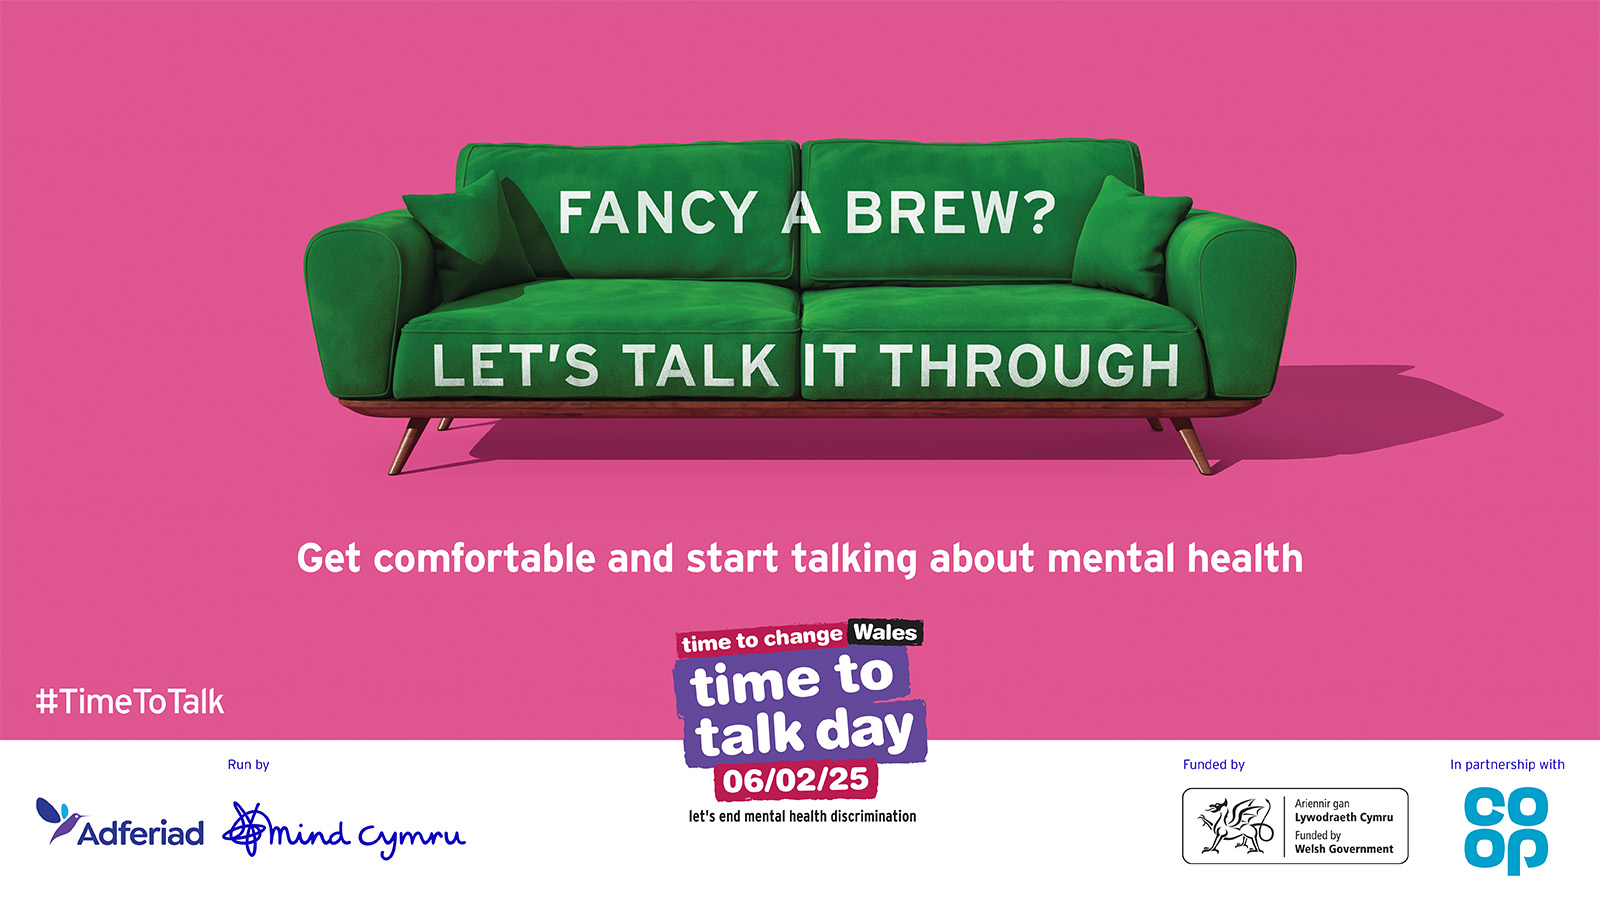 FANCY A BREW?
LET'S TALK IT THROUGH
Get comfortable and start talking about mental health
#TimeToTalk
time to change Wales
time to
talk day
06/02/25
let's end mental health discrimination
Run by
Adferiad
mind cymru
Funded by
Ariennir gan
Lywodraeth Cymru
Funded by
Welsh Government
In partnership with
co
op